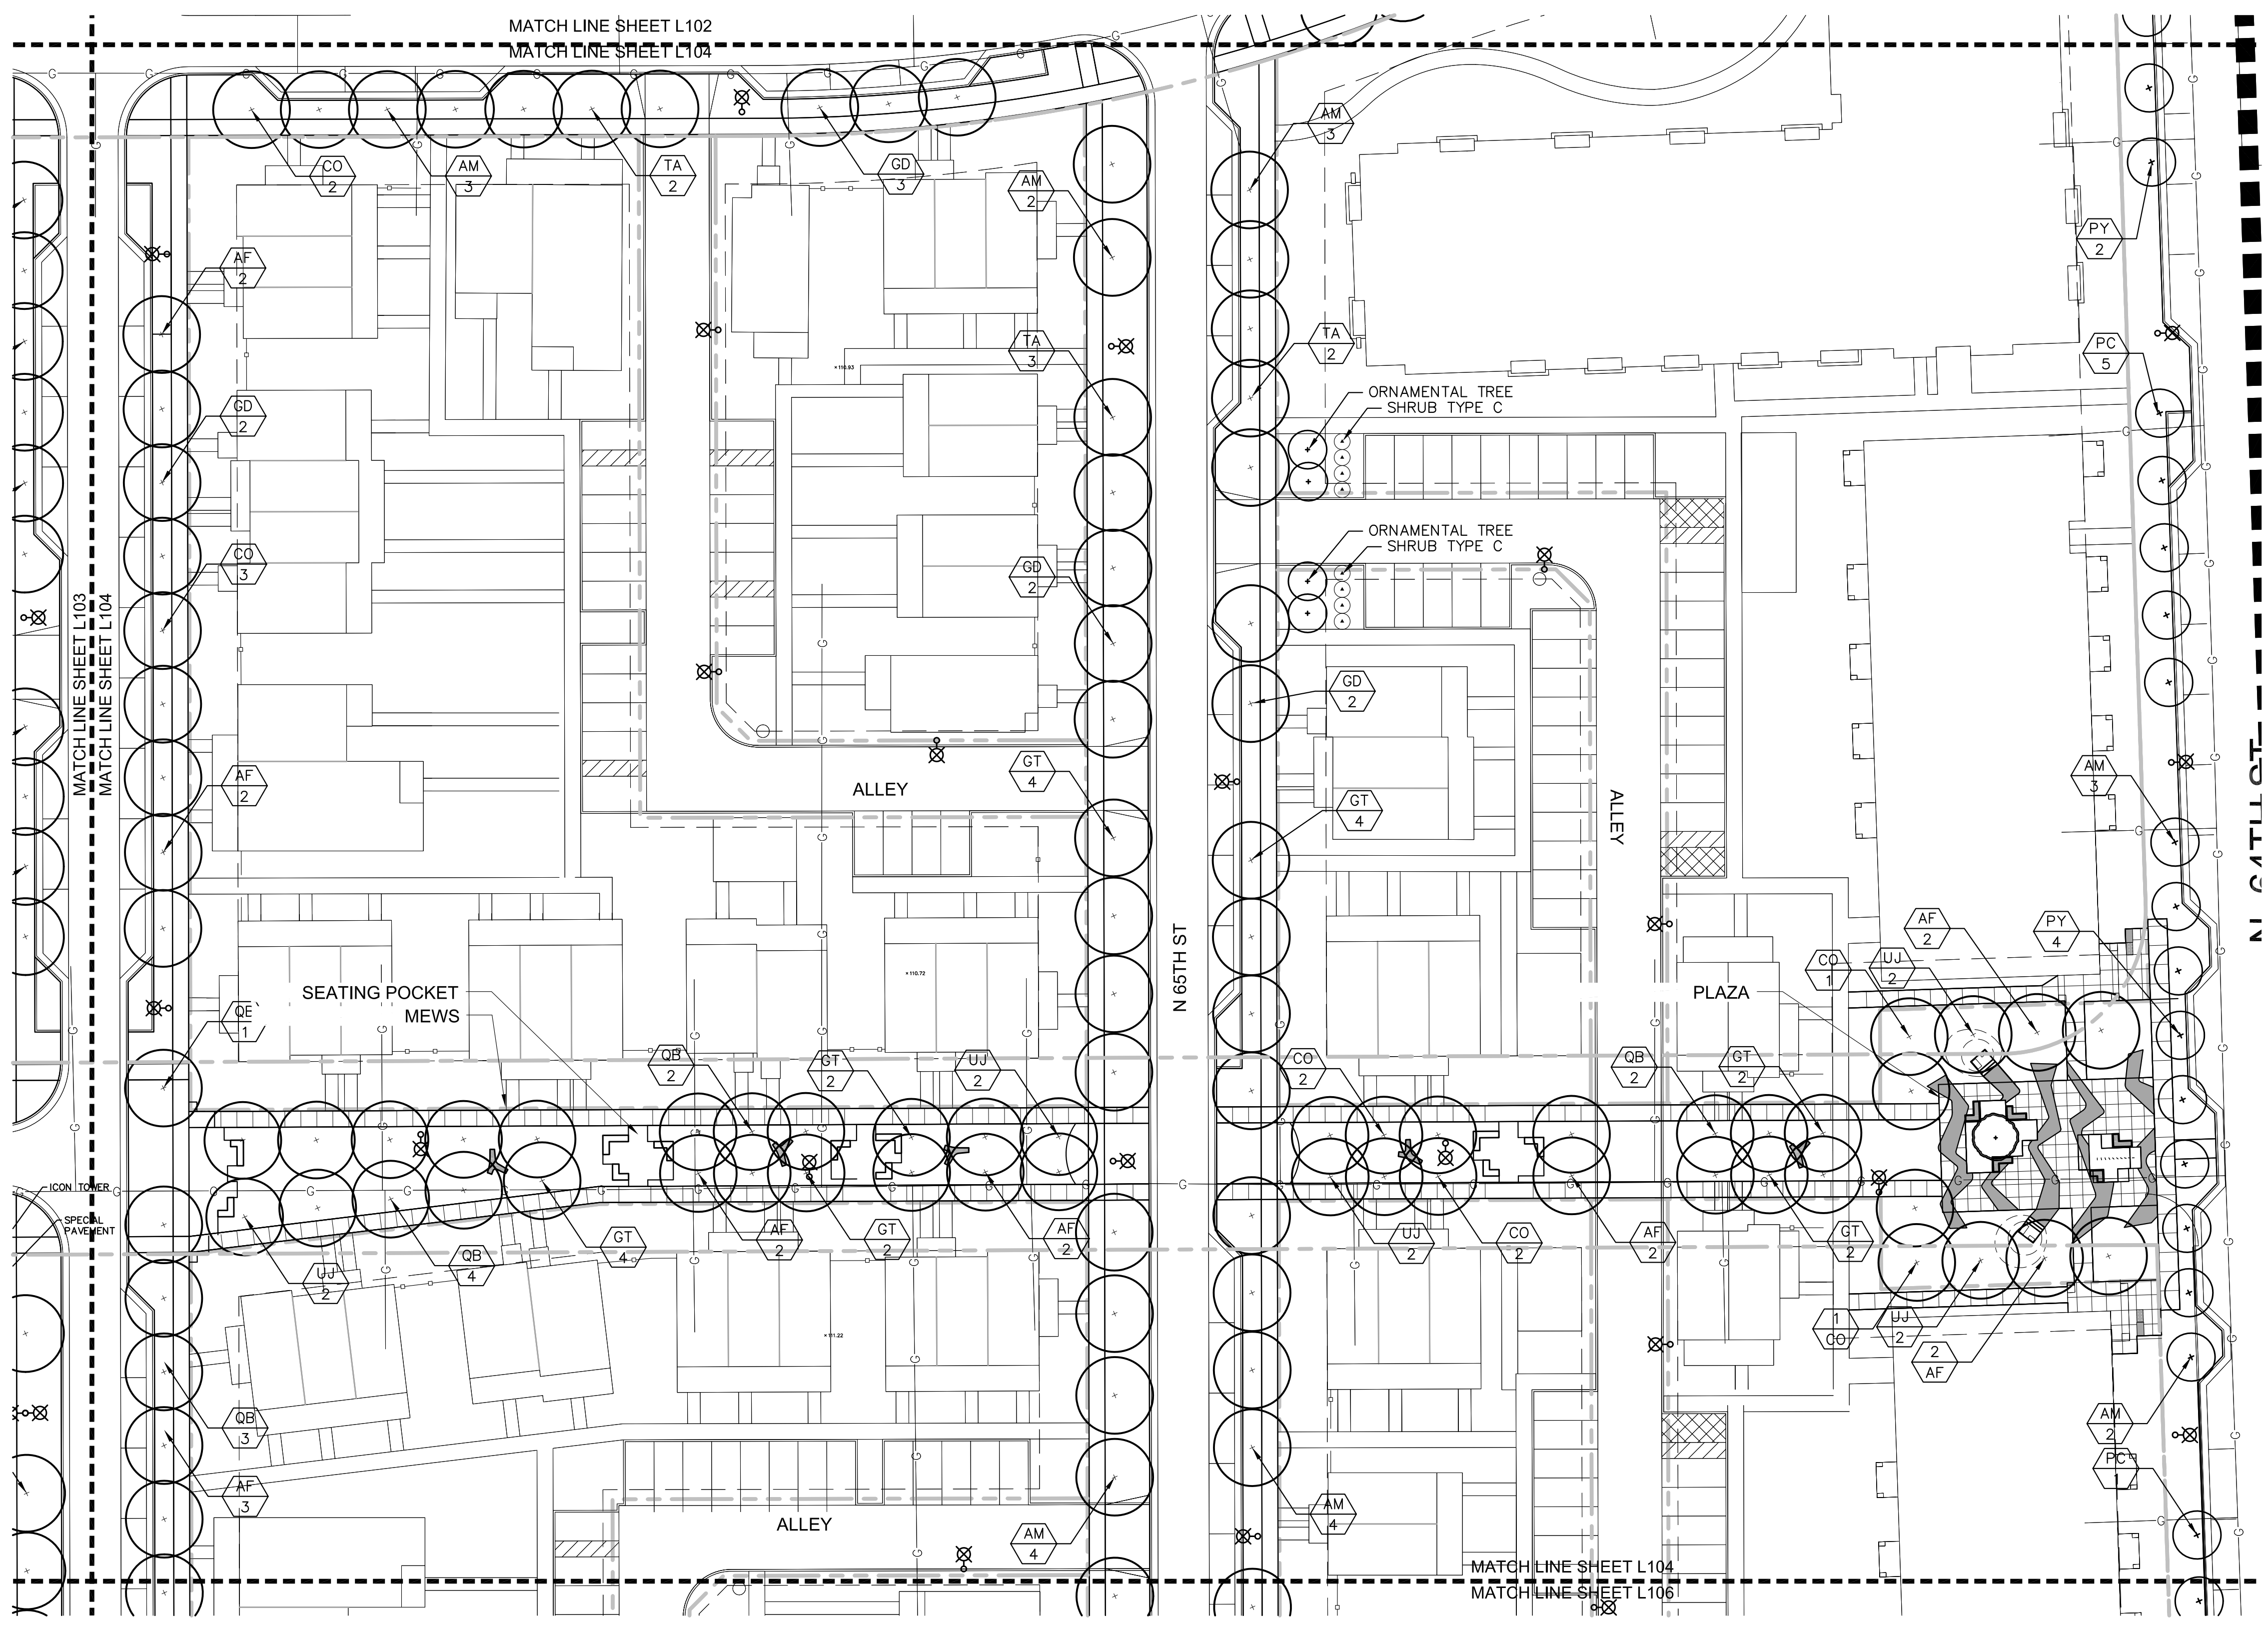 MATCH LINE SHEET L102
MATCH LINE SHEET L104
CO
2
AM
3
TA
2
GD
3
AM
2
AM
3
PY
2
AF
2
TA
3
TA
2
PC
5
×110.93
ORNAMENTAL TREE
SHRUB TYPE C
GD
2
ORNAMENTAL TREE
SHRUB TYPE C
CO
3
GD
2
MATCH LINE SHEET L103
MATCH LINE SHEET L104
GD
2
AF
2
GT
4
ALLEY
GT
4
ALLEY
AM
3
AF
2
PY
4
N 65TH ST
CO
1
UJ
2
×110.72
SEATING POCKET
MEWS
PLAZA
1
QB
2
GT
2
UJ
2
CO
2
QB
2
GT
2
ICON TOWER
SPECIAL
PAVEMENT
UJ
2
QB
4
GT
4
AF
2
GT
2
AF
2
UJ
2
CO
2
AF
2
GT
2
1
CO
UJ
2
2
AF
×111.22
QB
3
AM
2
PC
1
AF
3
ALLEY
AM
4
AM
4
MATCH LINE SHEET L104
MATCH LINE SHEET L106